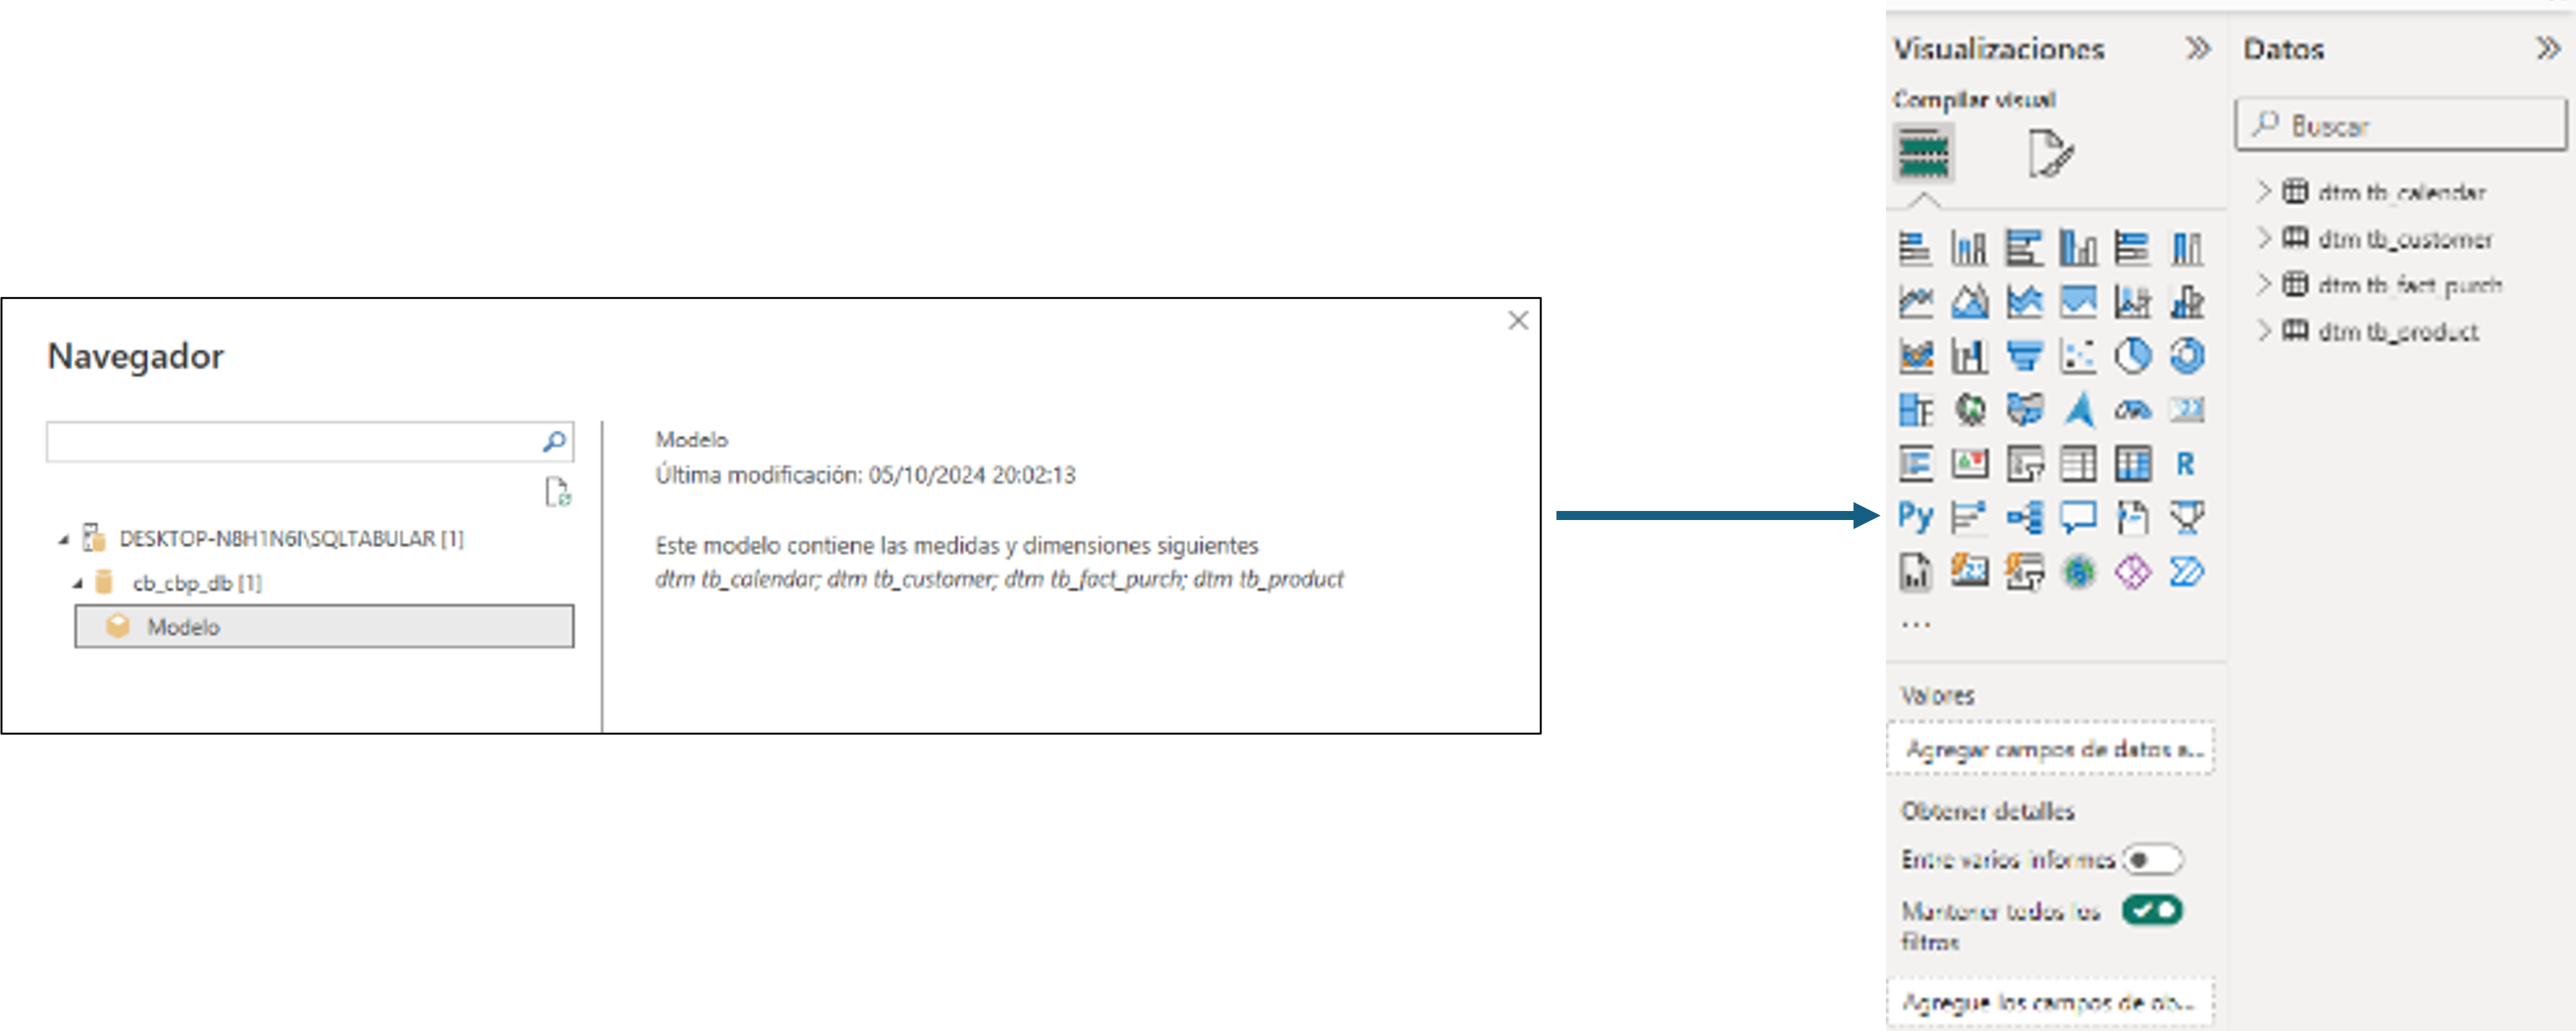 Navegador
DESKTOP-N8H1N6I\SQLTABULAR [1]
cb_cbp_db [1]
Modelo
Modelo
Última modificación: 05/10/2024 20:02:13
Este modelo contiene las medidas y dimensiones siguientes
dtm tb_calendar; dtm tb_customer; dtm tb_fact_purch; dtm tb_product
Visualizaciones
Compilar visual
R
Py
123
...
Valores
Agregar campos de datos a...
Obtener detalles
Entre varios informes
Mantener todos los
filtros
Agregue los campos de ob...
Datos
Buscar
dtm tb_calendar
dtm tb_customer
dtm tb_fact_purch
dtm tb_product